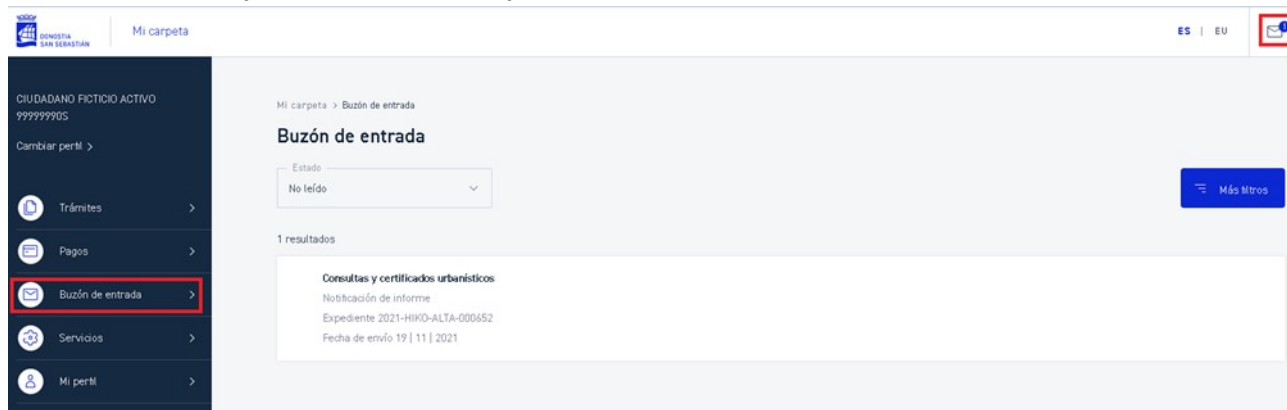 DONOSTIA
SAN SEBASTIÁN
Mi carpeta
ES | EU
CIUDADANO FICTICIO ACTIVO
99999990S
Cambiar perfil >
Trámites
Pagos
Buzón de entrada
Servicios
Mi perfil
Mi carpeta > Buzón de entrada
Buzón de entrada
Estado
No leído
Más filtros
1 resultados
Consultas y certificados urbanísticos
Notificación de informe
Expediente 2021-HIKO-ALTA-000652
Fecha de envío 19 | 11 | 2021